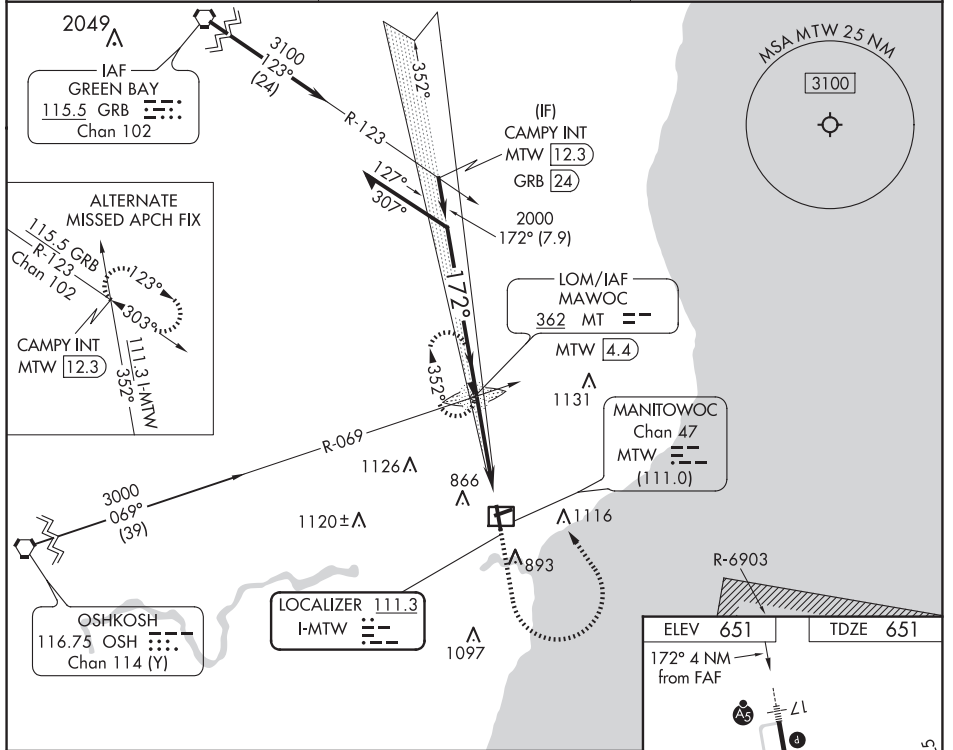 2049
IAF
GREEN BAY
115.5 GRB
Chan 102
3100
123°
(24)
R-123
352°
(IF)
CAMPY INT
MTW 12.3
GRB 24
MSA MTW 25 NM
3100
127°
307°
2000
172° (7.9)
172°
ALTERNATE
MISSED APCH FIX
115.5 GRB
R-123
Chan 102
123°
303°
CAMPY INT
MTW 12.3
111.3 I-MTW
352°
LOM/IAF
MAWOC
362 MT
MTW 4.4
352°
1131
MANITOWOC
Chan 47
MTW
(111.0)
R-069
1126
866
3000
069°
(39)
1120±
1116
893
R-6903
OSHKOSH
116.75 OSH
Chan 114 (Y)
LOCALIZER 111.3
I-MTW
1097
ELEV 651
TDZE 651
172° 4 NM
from FAF
17
A5
P
5